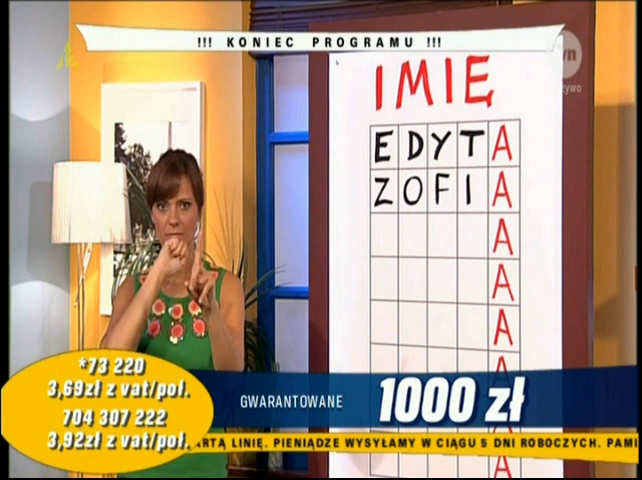 !!! KONIEC PROGRAMU !!!
IMIĘ
EDYTA
ZOFIA
A
A
A
A
A
A
*73 220
3,69zł z vat/poł.
704 307 222
3,92zł z vat/poł.
GWARANTOWANE
1000 zł
ARTĄ LINIĘ. PIENIĄDZE WYSYŁAMY W CIĄGU 5 DNI ROBOCZYCH. PAMI